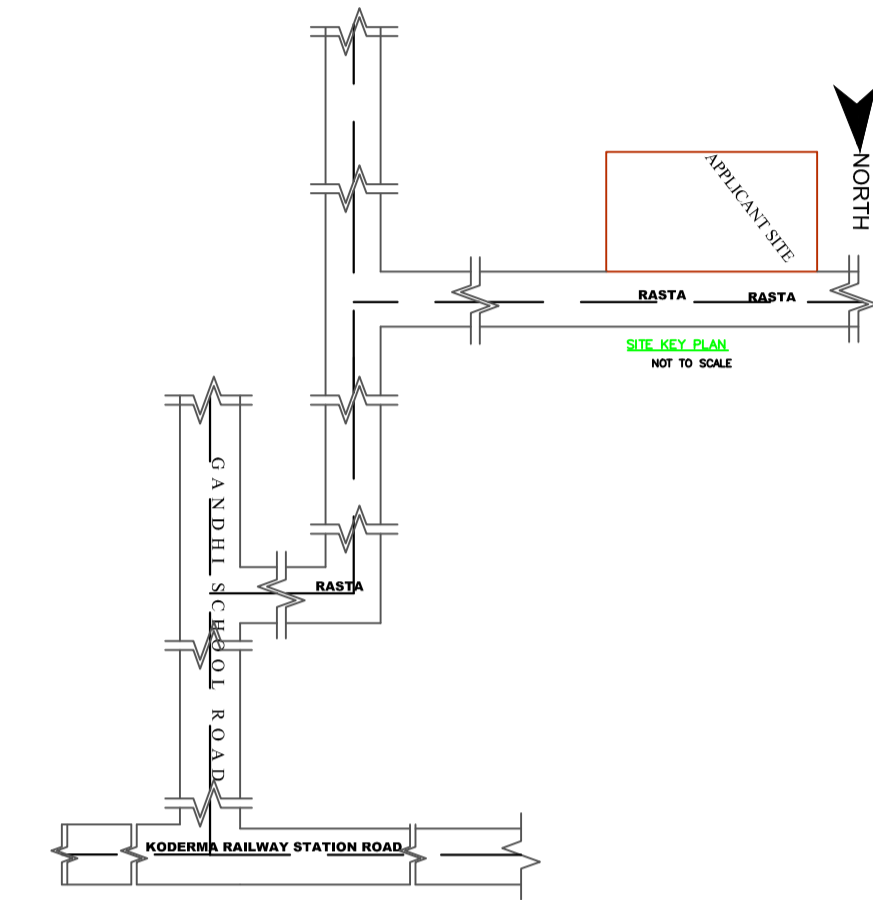 NORTH
APPLICANT SITE
RASTA
RASTA
SITE KEY PLAN
NOT TO SCALE
GANDHI SCHOOL ROAD
RASTA
KODERMA RAILWAY STATION ROAD